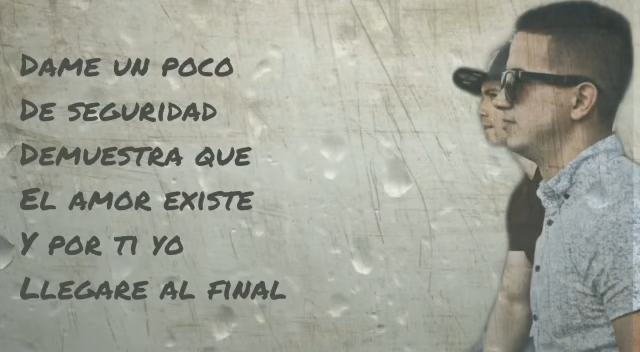 Dame un poco
De seguridad
Demuestra que
El amor existe
Y por ti yo
Llegare al final